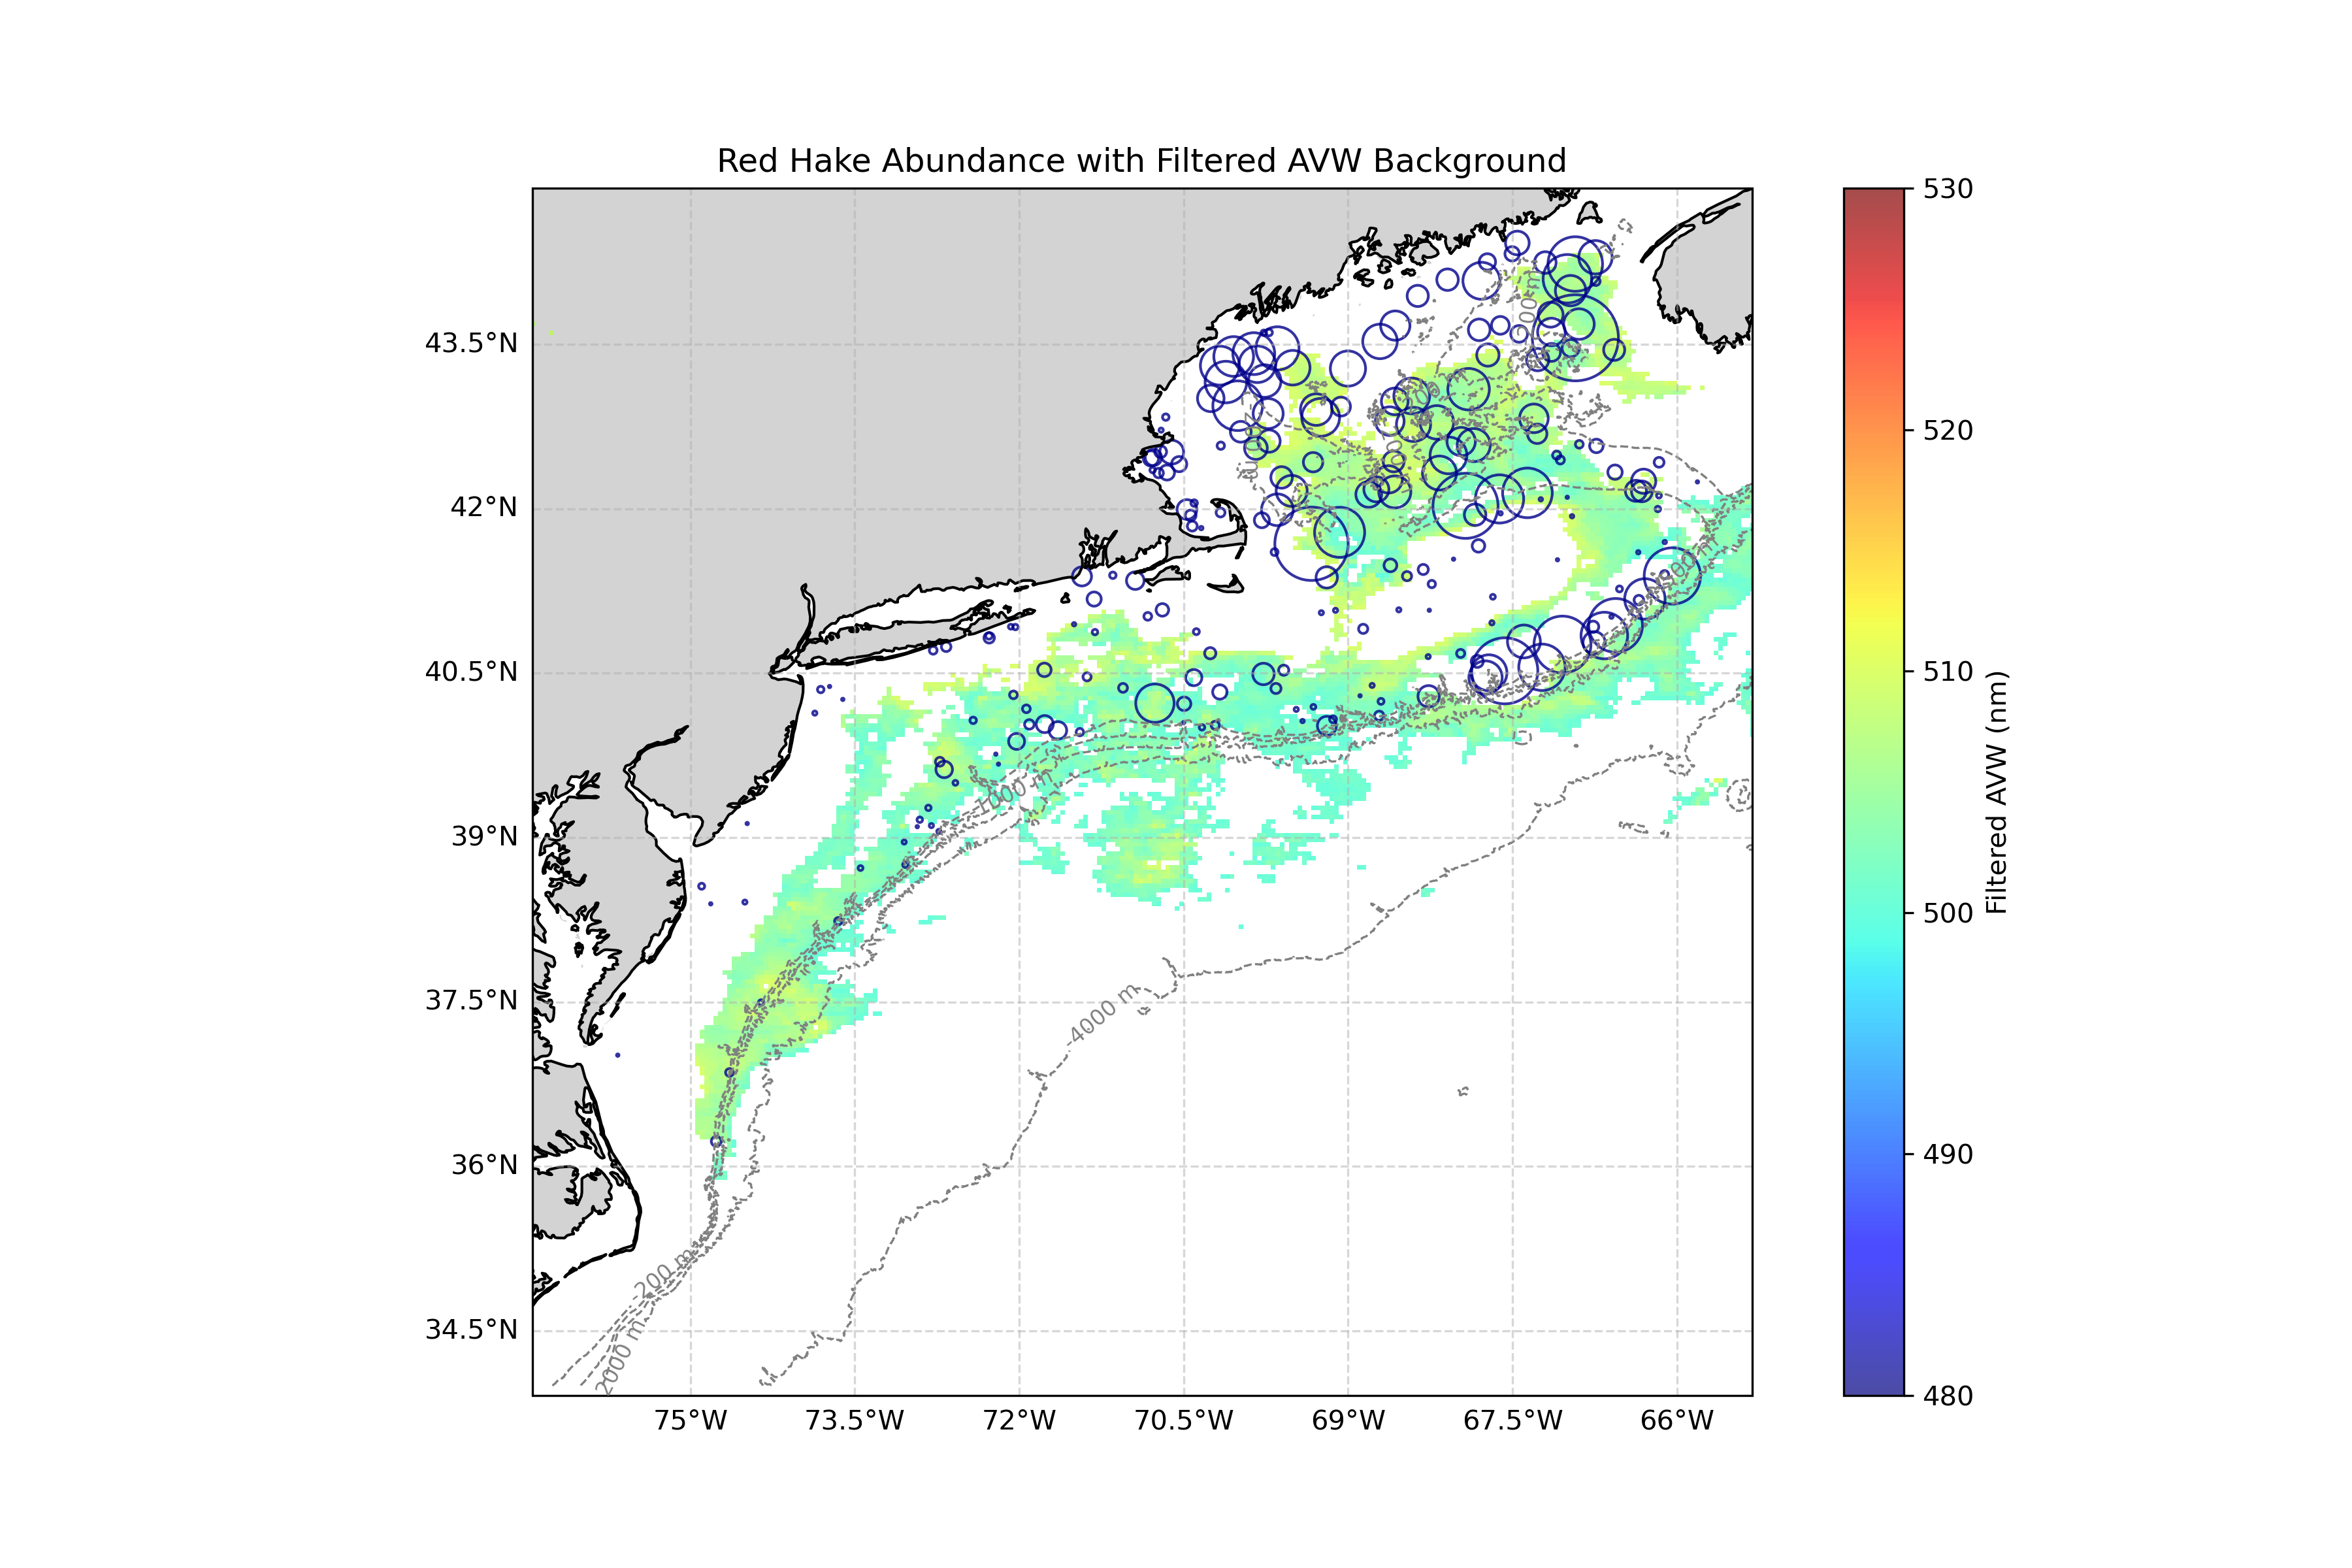 Red Hake Abundance with Filtered AVW Background
43.5°N
42°N
40.5°N
39°N
37.5°N
36°N
34.5°N
75°W
73.5°W
72°W
70.5°W
69°W
67.5°W
66°W
-200 m
-1000 m
-4000 m
-200 m
2000 m
530
520
510
500
490
480
Filtered AVW (nm)